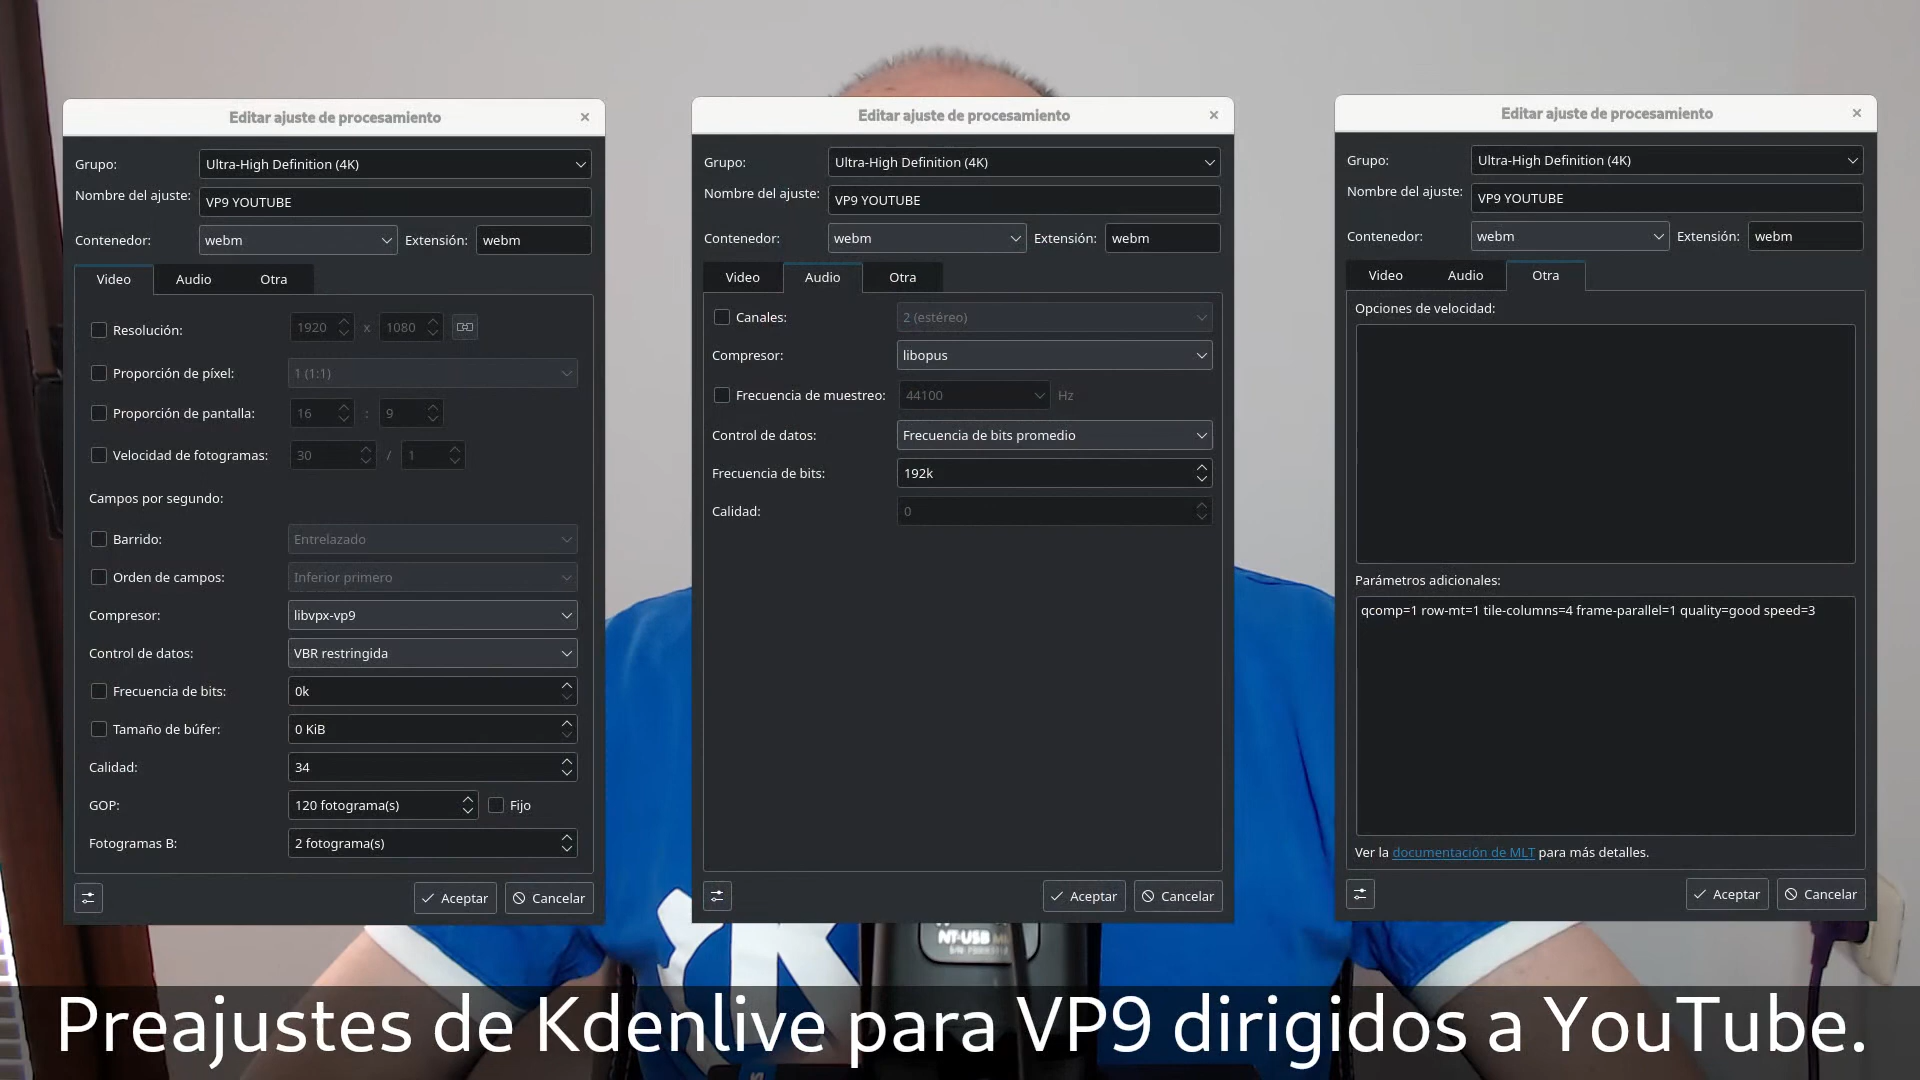 Editar ajuste de procesamiento
Grupo: Ultra-High Definition (4K)
Nombre del ajuste: VP9 YOUTUBE
Contenedor: webm Extensión: webm
Video Audio Otra
Resolución: 1920 x 1080
Proporción de píxel: 1 (1:1)
Proporción de pantalla: 16 : 9
Velocidad de fotogramas: 30 / 1
Campos por segundo:
Barrido: Entrelazado
Orden de campos: Inferior primero
Compresor: libvpx-vp9
Control de datos: VBR restringida
Frecuencia de bits: 0k
Tamaño de búfer: 0 KiB
Calidad: 34
GOP: 120 fotograma(s) Fijo
Fotogramas B: 2 fotograma(s)
Aceptar Cancelar
Editar ajuste de procesamiento
Grupo: Ultra-High Definition (4K)
Nombre del ajuste: VP9 YOUTUBE
Contenedor: webm Extensión: webm
Video Audio Otra
Canales: 2 (estéreo)
Compresor: libopus
Frecuencia de muestreo: 44100 Hz
Control de datos: Frecuencia de bits promedio
Frecuencia de bits: 192k
Calidad: 0
Aceptar Cancelar
Editar ajuste de procesamiento
Grupo: Ultra-High Definition (4K)
Nombre del ajuste: VP9 YOUTUBE
Contenedor: webm Extensión: webm
Video Audio Otra
Opciones de velocidad:
Parámetros adicionales:
qcomp=1 row-mt=1 tile-columns=4 frame-parallel=1 quality=good speed=3
Ver la documentación de MLT para más detalles.
Aceptar Cancelar
NT-USB
Preajustes de Kdenlive para VP9 dirigidos a YouTube.